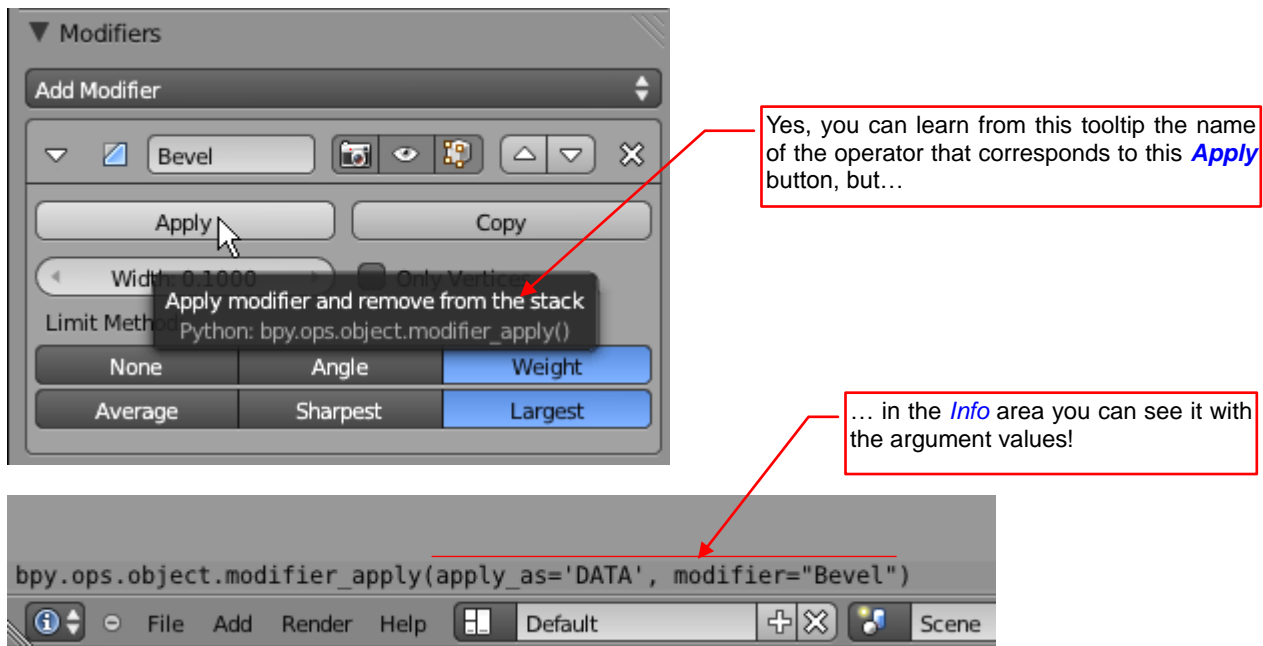 Modifiers
Add Modifier
Bevel
Apply
Copy
Width: 0.1000
Only Vertices
Apply modifier and remove from the stack
Limit Method
Python: bpy.ops.object.modifier_apply()
None
Angle
Weight
Average
Sharpest
Largest
Yes, you can learn from this tooltip the name
of the operator that corresponds to this Apply
button, but…
… in the Info area you can see it with
the argument values!
bpy.ops.object.modifier_apply(apply_as='DATA', modifier="Bevel")
File Add Render Help Default Scene